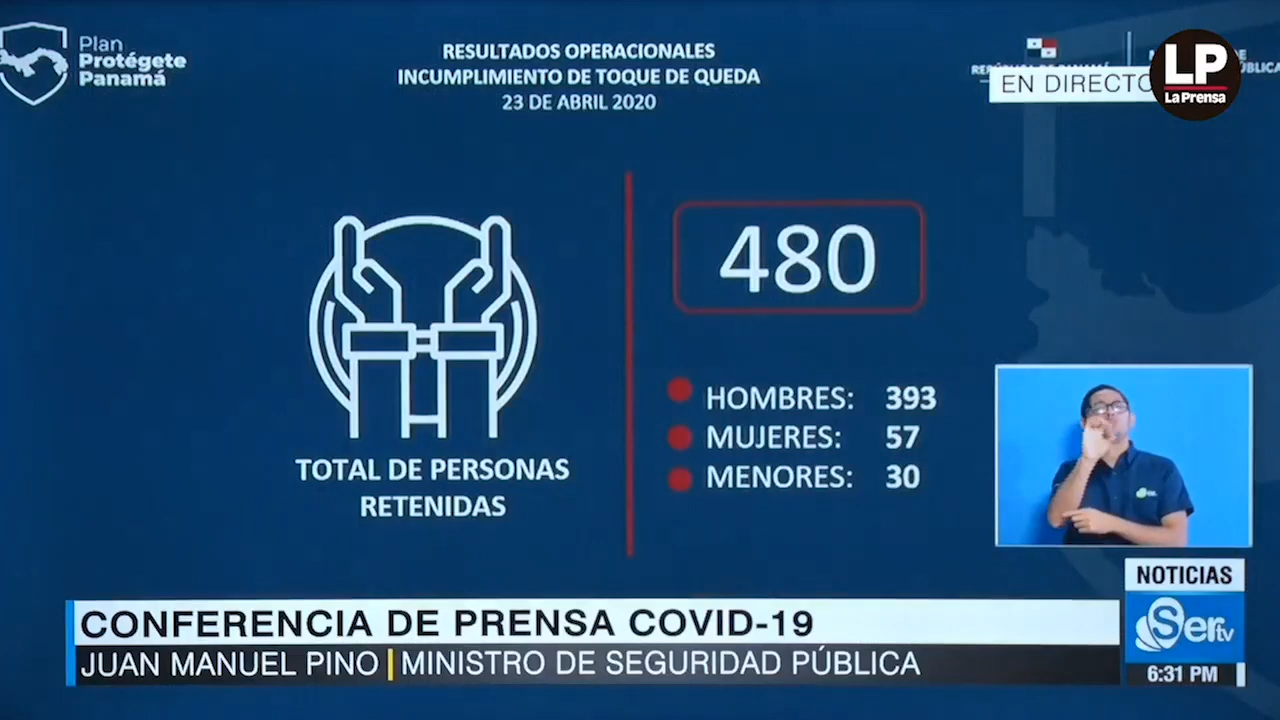 Plan
Protégete
Panamá
RESULTADOS OPERACIONALES
INCUMPLIMIENTO DE TOQUE DE QUEDA
23 DE ABRIL 2020
EN DIRECTO
LP
La Prensa
480
HOMBRES: 393
MUJERES: 57
MENORES: 30
TOTAL DE PERSONAS
RETENIDAS
NOTICIAS
Sertv
6:31 PM
CONFERENCIA DE PRENSA COVID-19
JUAN MANUEL PINO | MINISTRO DE SEGURIDAD PÚBLICA